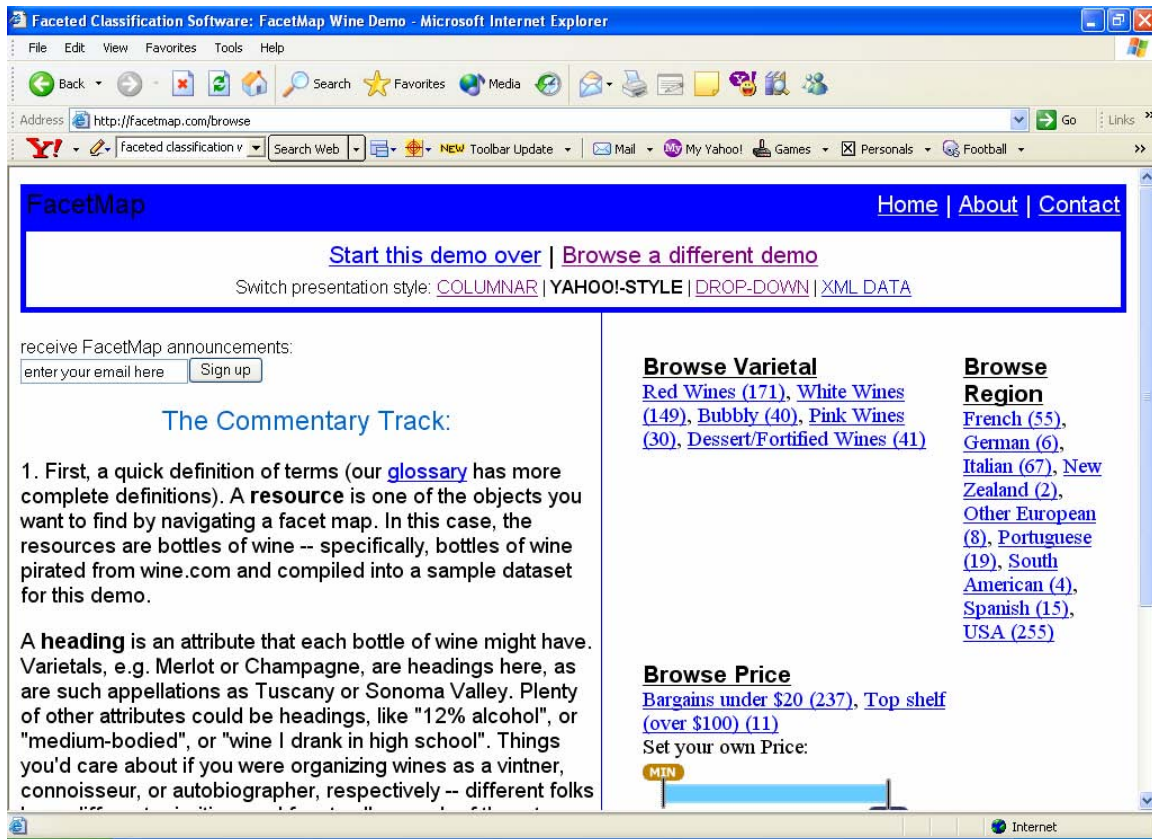 Faceted Classification Software: FacetMap Wine Demo - Microsoft Internet Explorer
File Edit View Favorites Tools Help
Back Search Favorites Media
Address http://facetmap.com/browse Go Links »
Y! faceted classification Search Web NEW Toolbar Update Mail My Yahoo! Games Personals Football »
FacetMap Home | About | Contact
Start this demo over | Browse a different demo
Switch presentation style: COLUMNAR | YAHOO!-STYLE | DROP-DOWN | XML DATA
receive FacetMap announcements:
enter your email here Sign up
The Commentary Track:
1. First, a quick definition of terms (our glossary has more
complete definitions). A resource is one of the objects you
want to find by navigating a facet map. In this case, the
resources are bottles of wine -- specifically, bottles of wine
pirated from wine.com and compiled into a sample dataset
for this demo.
A heading is an attribute that each bottle of wine might have.
Varietals, e.g. Merlot or Champagne, are headings here, as
are such appellations as Tuscany or Sonoma Valley. Plenty
of other attributes could be headings, like "12% alcohol", or
"medium-bodied", or "wine I drank in high school". Things
you'd care about if you were organizing wines as a vintner,
connoisseur, or autobiographer, respectively -- different folks
Browse Varietal
Red Wines (171), White Wines
(149), Bubbly (40), Pink Wines
(30), Dessert/Fortified Wines (41)
Browse
Region
French (55),
German (6),
Italian (67), New
Zealand (2),
Other European
(8), Portuguese
(19), South
American (4),
Spanish (15),
USA (255)
Browse Price
Bargains under $20 (237), Top shelf
(over $100) (11)
Set your own Price:
MIN
Internet